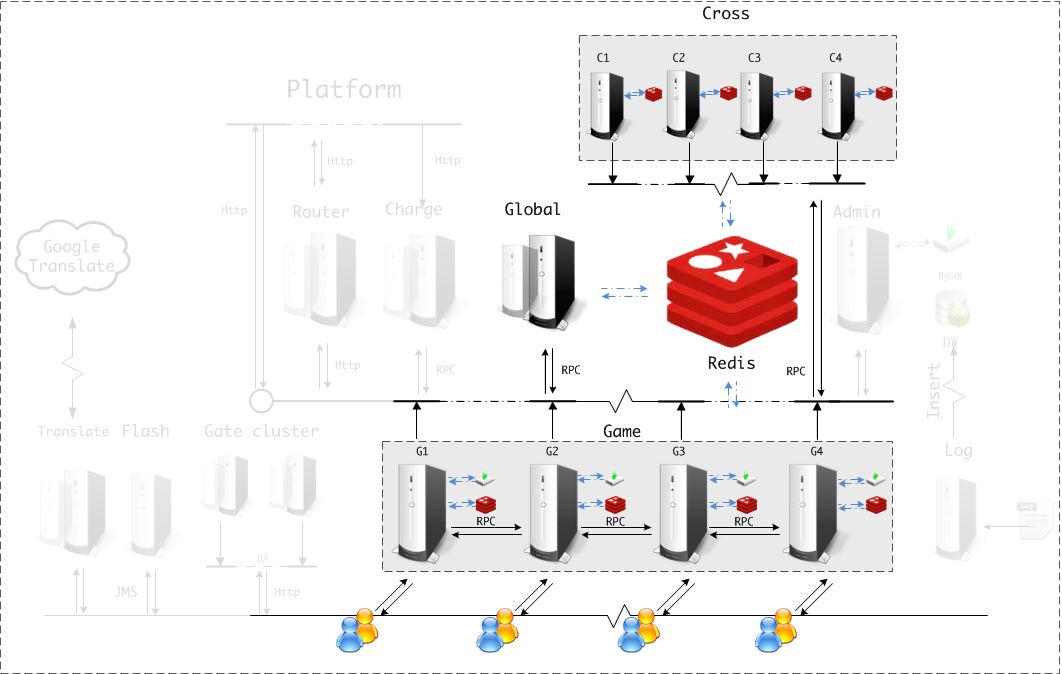 Cross
C1
C2
C3
C4
Platform
Http
Http
Http
Router
Charge
Global
Admin
Google
Translate
MySQL
DW
Redis
Http
RPC
RPC
RPC
Insert
Translate
Flash
Gate cluster
Game
Log
G1
G2
G3
G4
RPC
RPC
RPC
HA
JMS
Http